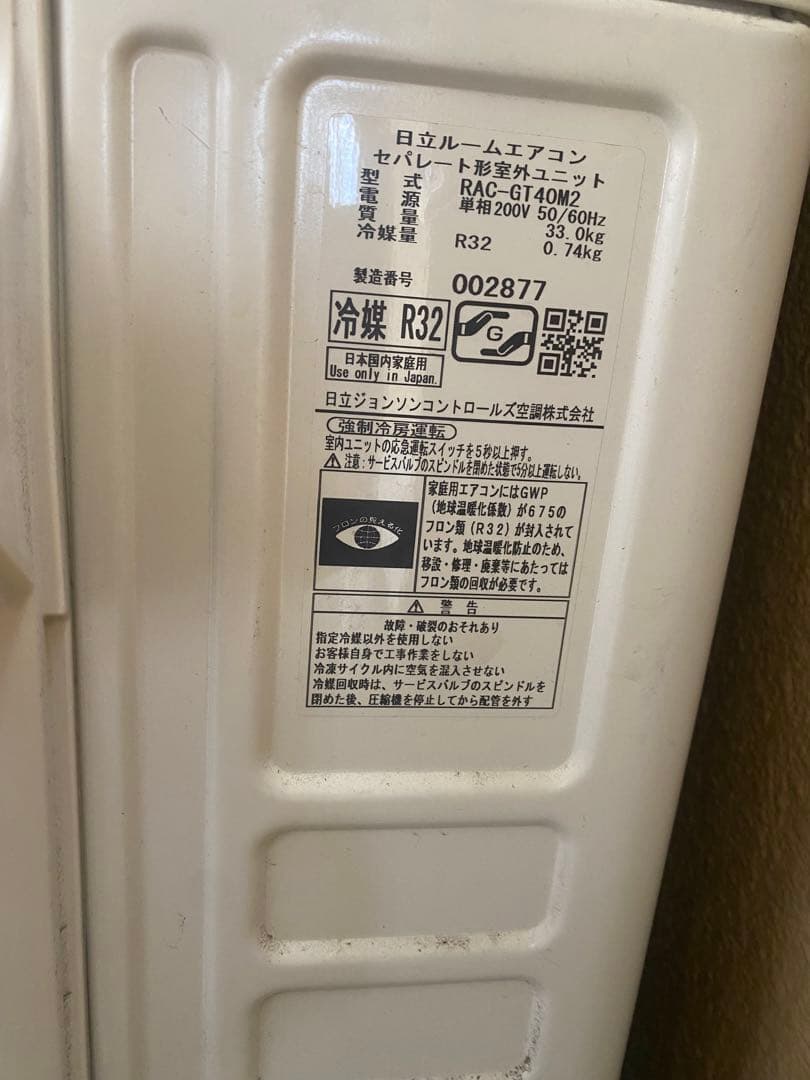 日立ルームエアコン
セパレート形室外ユニット
型式 RAC-GT40M2
電源 単相200V 50/60Hz
質量 33.0kg
冷媒量 R32 0.74kg
製造番号 002877
冷媒 R32
G
日本国内家庭用
Use only in Japan.
日立ジョンソンコントロールズ空調株式会社
強制冷房運転
室内ユニットの応急運転スイッチを5秒以上押す。
注意:サービスバルブのスピンドルを閉めた状態で5分以上運転しない。
フロンの見える化
家庭用エアコンにはGWP
(地球温暖化係数)が675の
フロン類(R32)が封入されて
います。地球温暖化防止のため、
移設・修理・廃棄等にあたっては
フロン類の回収が必要です。
警告
故障・破裂のおそれあり
指定冷媒以外を使用しない
お客様自身で工事作業をしない
冷凍サイクル内に空気を混入させない
冷媒回収時は、サービスバルブのスピンドルを
閉めた後、圧縮機を停止してから配管を外す